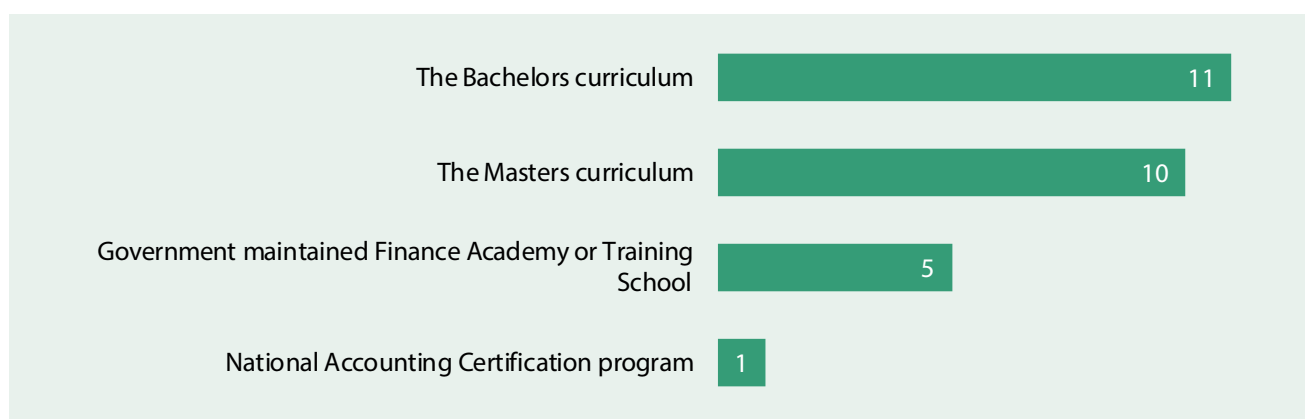 The Bachelors curriculum 11
The Masters curriculum 10
Government maintained Finance Academy or Training
School 5
National Accounting Certification program 1